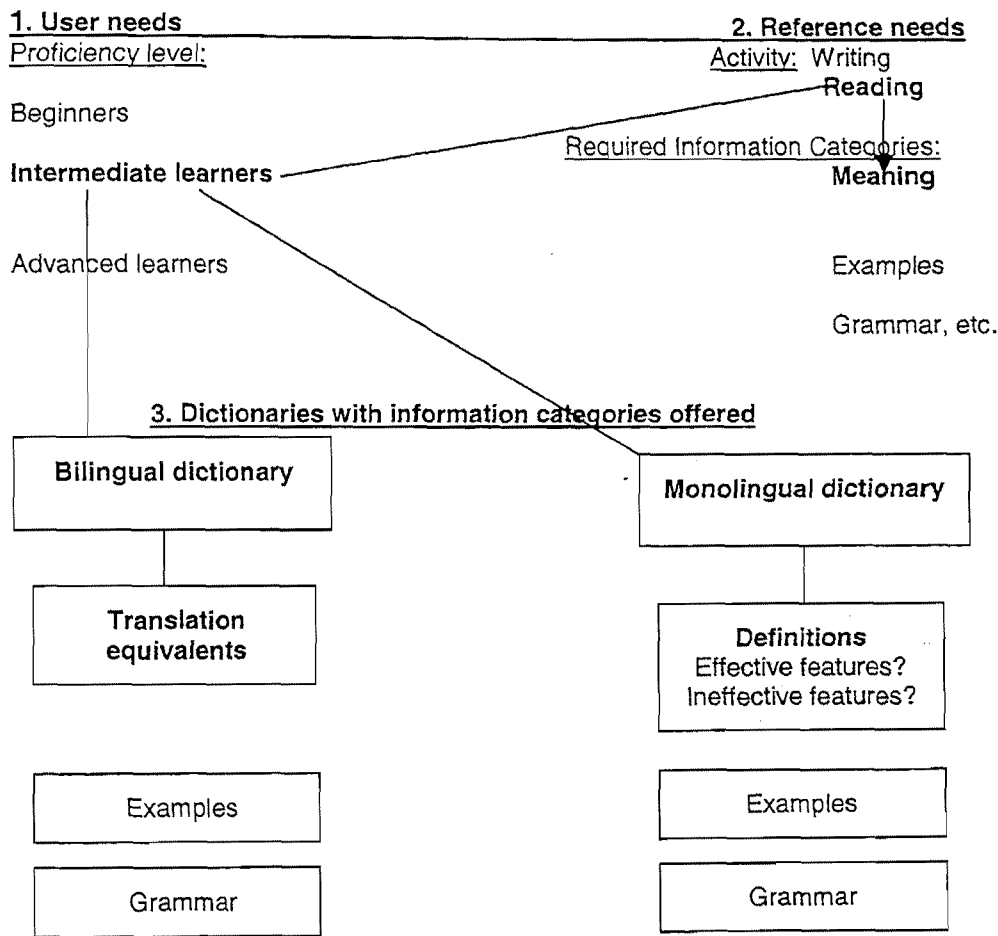 1. User needs
2. Reference needs
Proficiency level:
Activity: Writing
Reading
Beginners
Required Information Categories:
Intermediate learners
Meaning
Advanced learners
Examples
Grammar, etc.
3. Dictionaries with information categories offered
Bilingual dictionary
Monolingual dictionary
Translation
equivalents
Definitions
Effective features?
Ineffective features?
Examples
Examples
Grammar
Grammar